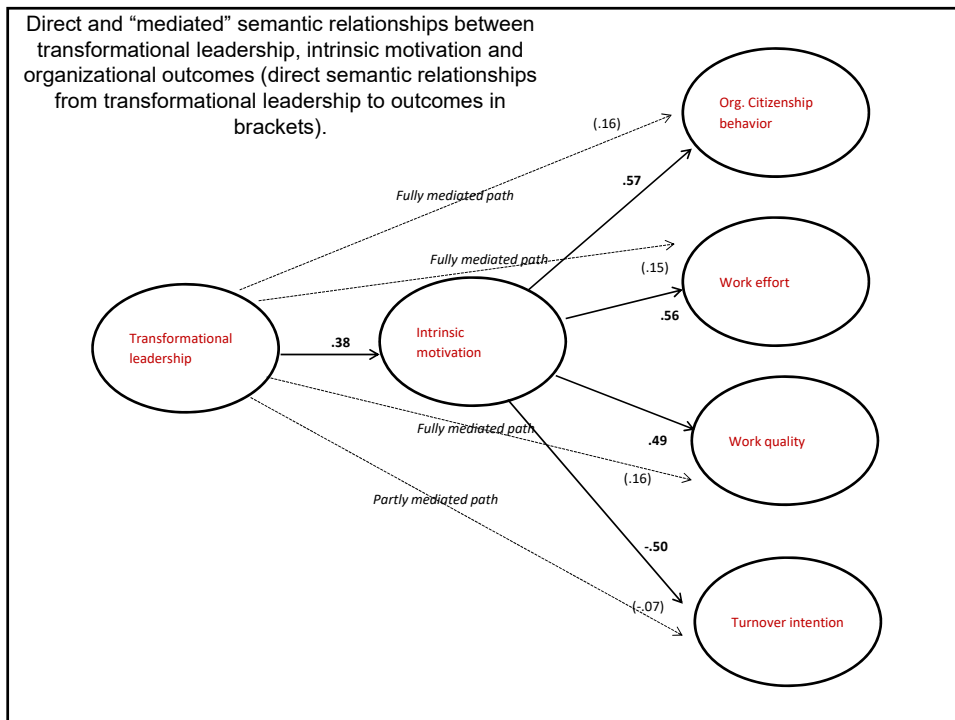 Direct and “mediated” semantic relationships between
transformational leadership, intrinsic motivation and
organizational outcomes (direct semantic relationships
from transformational leadership to outcomes in
brackets).
Org. Citizenship
behavior
(.16)
.57
Fully mediated path
Fully mediated path
(.15)
Work effort
.56
Transformational
leadership
.38
Intrinsic
motivation
Fully mediated path
.49
Work quality
(.16)
Partly mediated path
-.50
(-.07)
Turnover intention